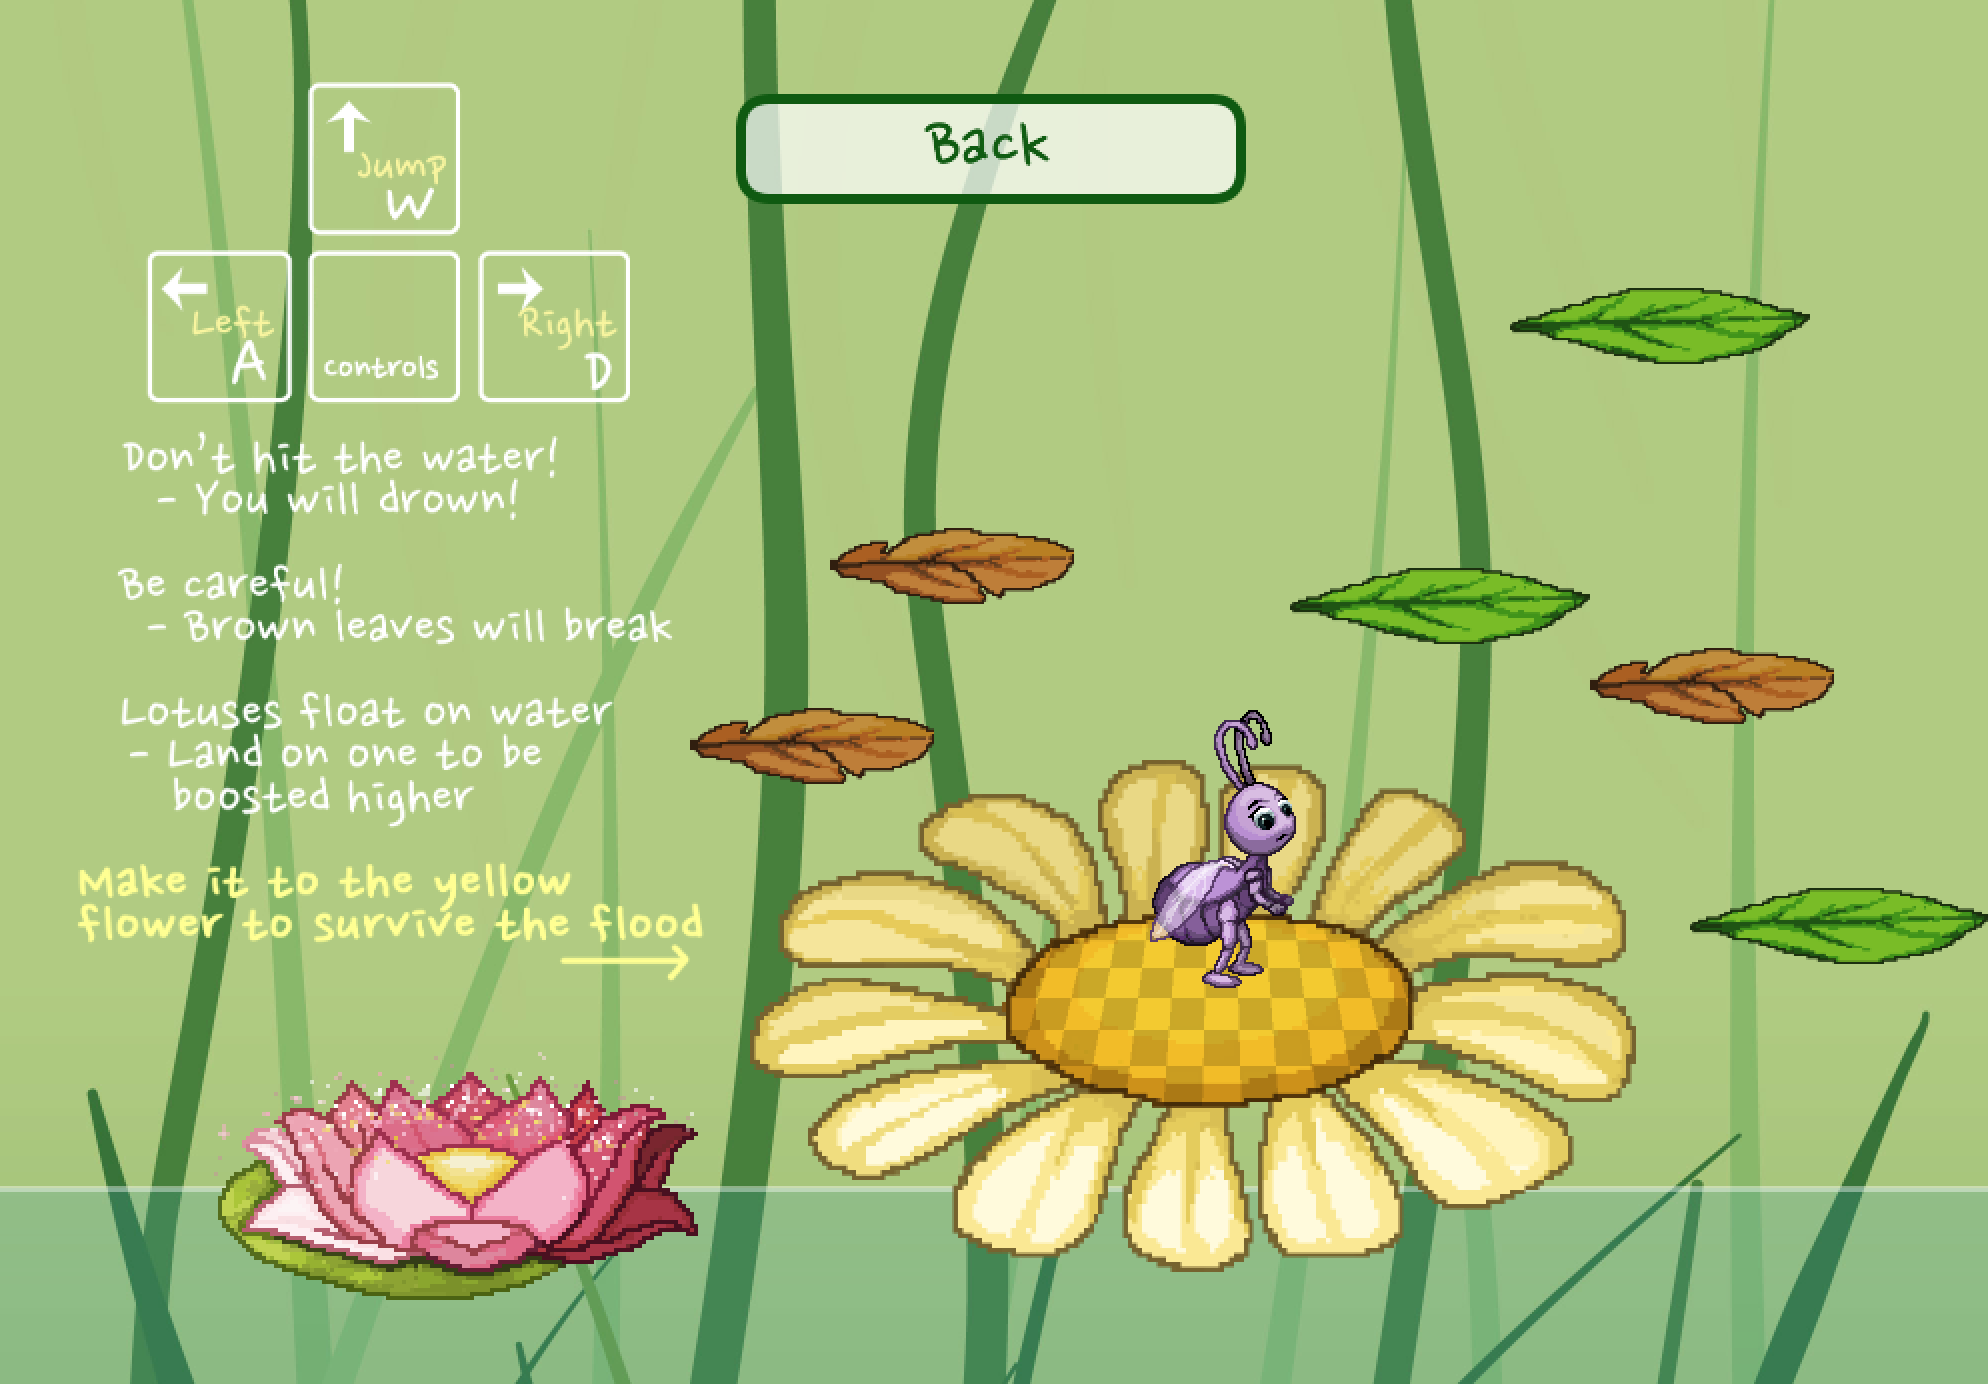 Back
Jump
W
Left
A
controls
Right
D
Don't hit the water!
- You will drown!
Be careful!
- Brown leaves will break
Lotuses float on water
- Land on one to be
boosted higher
Make it to the yellow
flower to survive the flood